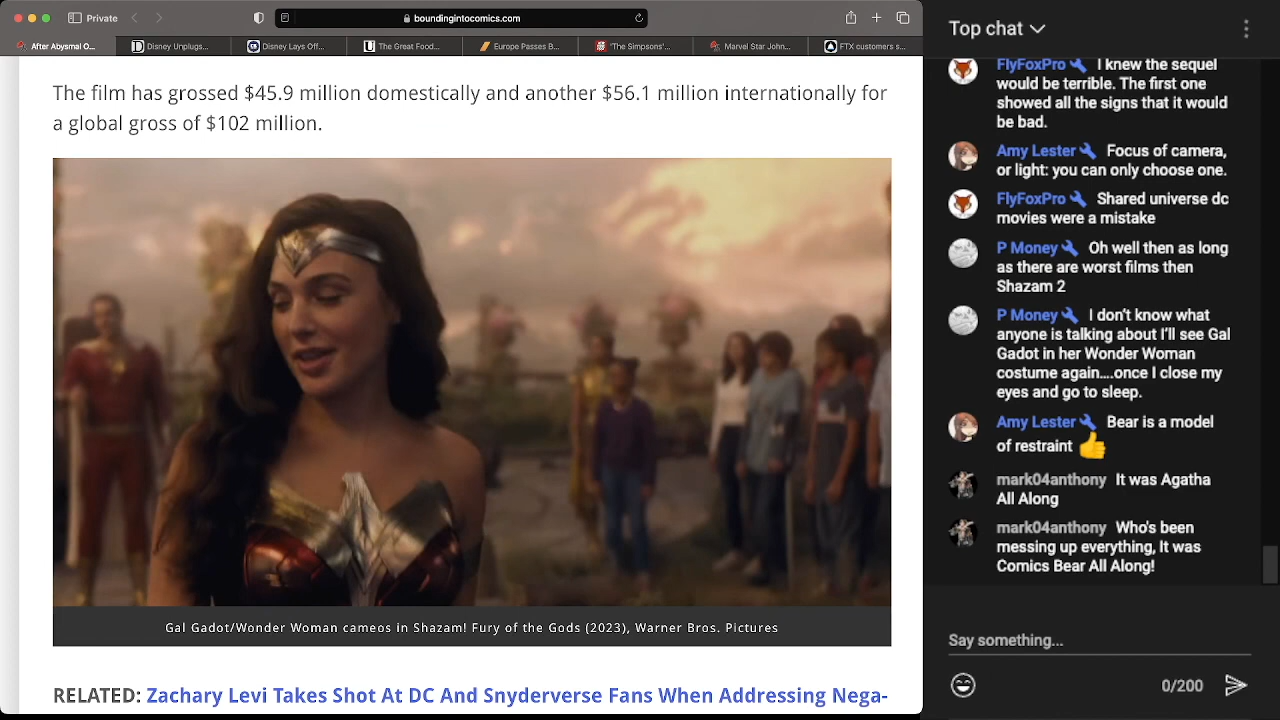 Private
boundingintocomics.com
After Abysmal O...
Disney Unplugs...
Disney Lays Off...
The Great Food...
Europe Passes B...
'The Simpsons'...
Marvel Star John...
FTX customers s...
The film has grossed $45.9 million domestically and another $56.1 million internationally for
a global gross of $102 million.
Gal Gadot/Wonder Woman cameos in Shazam! Fury of the Gods (2023), Warner Bros. Pictures
RELATED: Zachary Levi Takes Shot At DC And Snyderverse Fans When Addressing Nega-
Top chat
FlyFoxPro I knew the sequel
would be terrible. The first one
showed all the signs that it would
be bad.
Amy Lester Focus of camera,
or light: you can only choose one.
FlyFoxPro Shared universe dc
movies were a mistake
P Money Oh well then as long
as there are worst films then
Shazam 2
P Money I don't know what
anyone is talking about I'll see Gal
Gadot in her Wonder Woman
costume again....once I close my
eyes and go to sleep.
Amy Lester Bear is a model
of restraint
mark04anthony It was Agatha
All Along
mark04anthony Who's been
messing up everything, It was
Comics Bear All Along!
Say something...
0/200